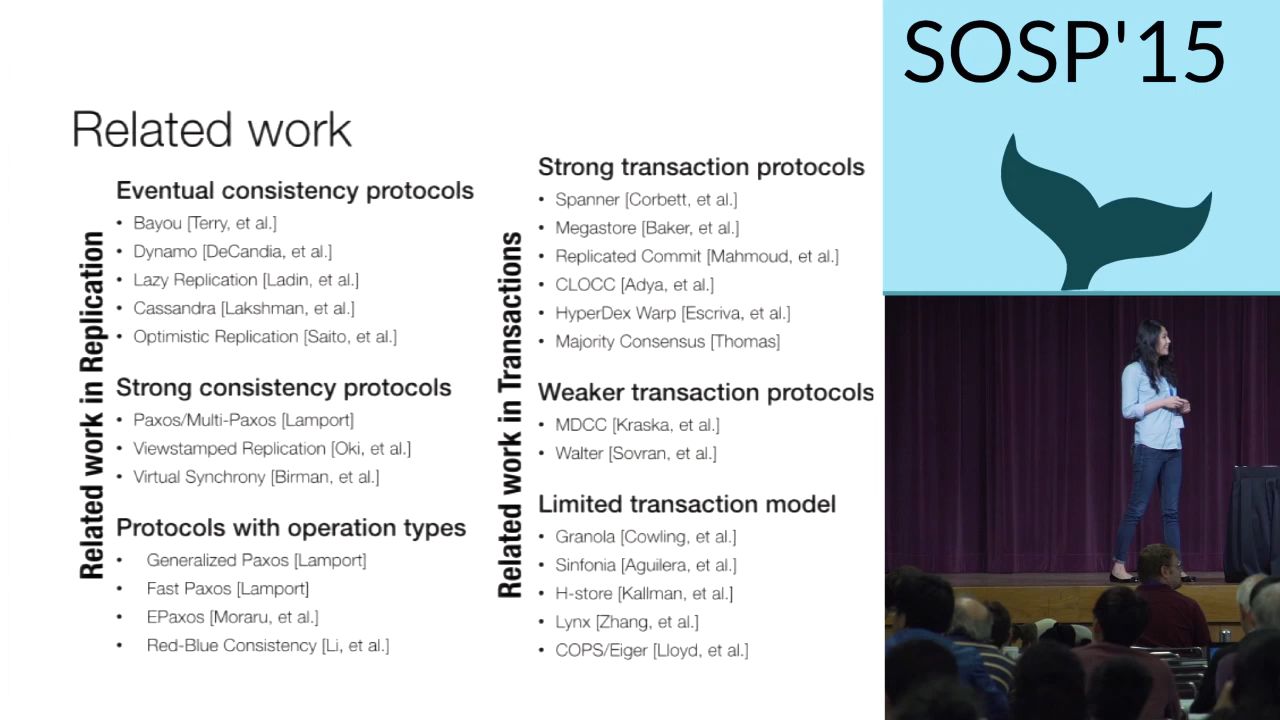 SOSP'15
Related work
Related work in Replication
Eventual consistency protocols
• Bayou [Terry, et al.]
• Dynamo [DeCandia, et al.]
• Lazy Replication [Ladin, et al.]
• Cassandra [Lakshman, et al.]
• Optimistic Replication [Saito, et al.]
Strong consistency protocols
• Paxos/Multi-Paxos [Lamport]
• Viewstamped Replication [Oki, et al.]
• Virtual Synchrony [Birman, et al.]
Protocols with operation types
• Generalized Paxos [Lamport]
• Fast Paxos [Lamport]
• EPaxos [Moraru, et al.]
• Red-Blue Consistency [Li, et al.]
Related work in Transactions
Strong transaction protocols
• Spanner [Corbett, et al.]
• Megastore [Baker, et al.]
• Replicated Commit [Mahmoud, et al.]
• CLOCC [Adya, et al.]
• HyperDex Warp [Escriva, et al.]
• Majority Consensus [Thomas]
Weaker transaction protocols
• MDCC [Kraska, et al.]
• Walter [Sovran, et al.]
Limited transaction model
• Granola [Cowling, et al.]
• Sinfonia [Aguilera, et al.]
• H-store [Kallman, et al.]
• Lynx [Zhang, et al.]
• COPS/Eiger [Lloyd, et al.]